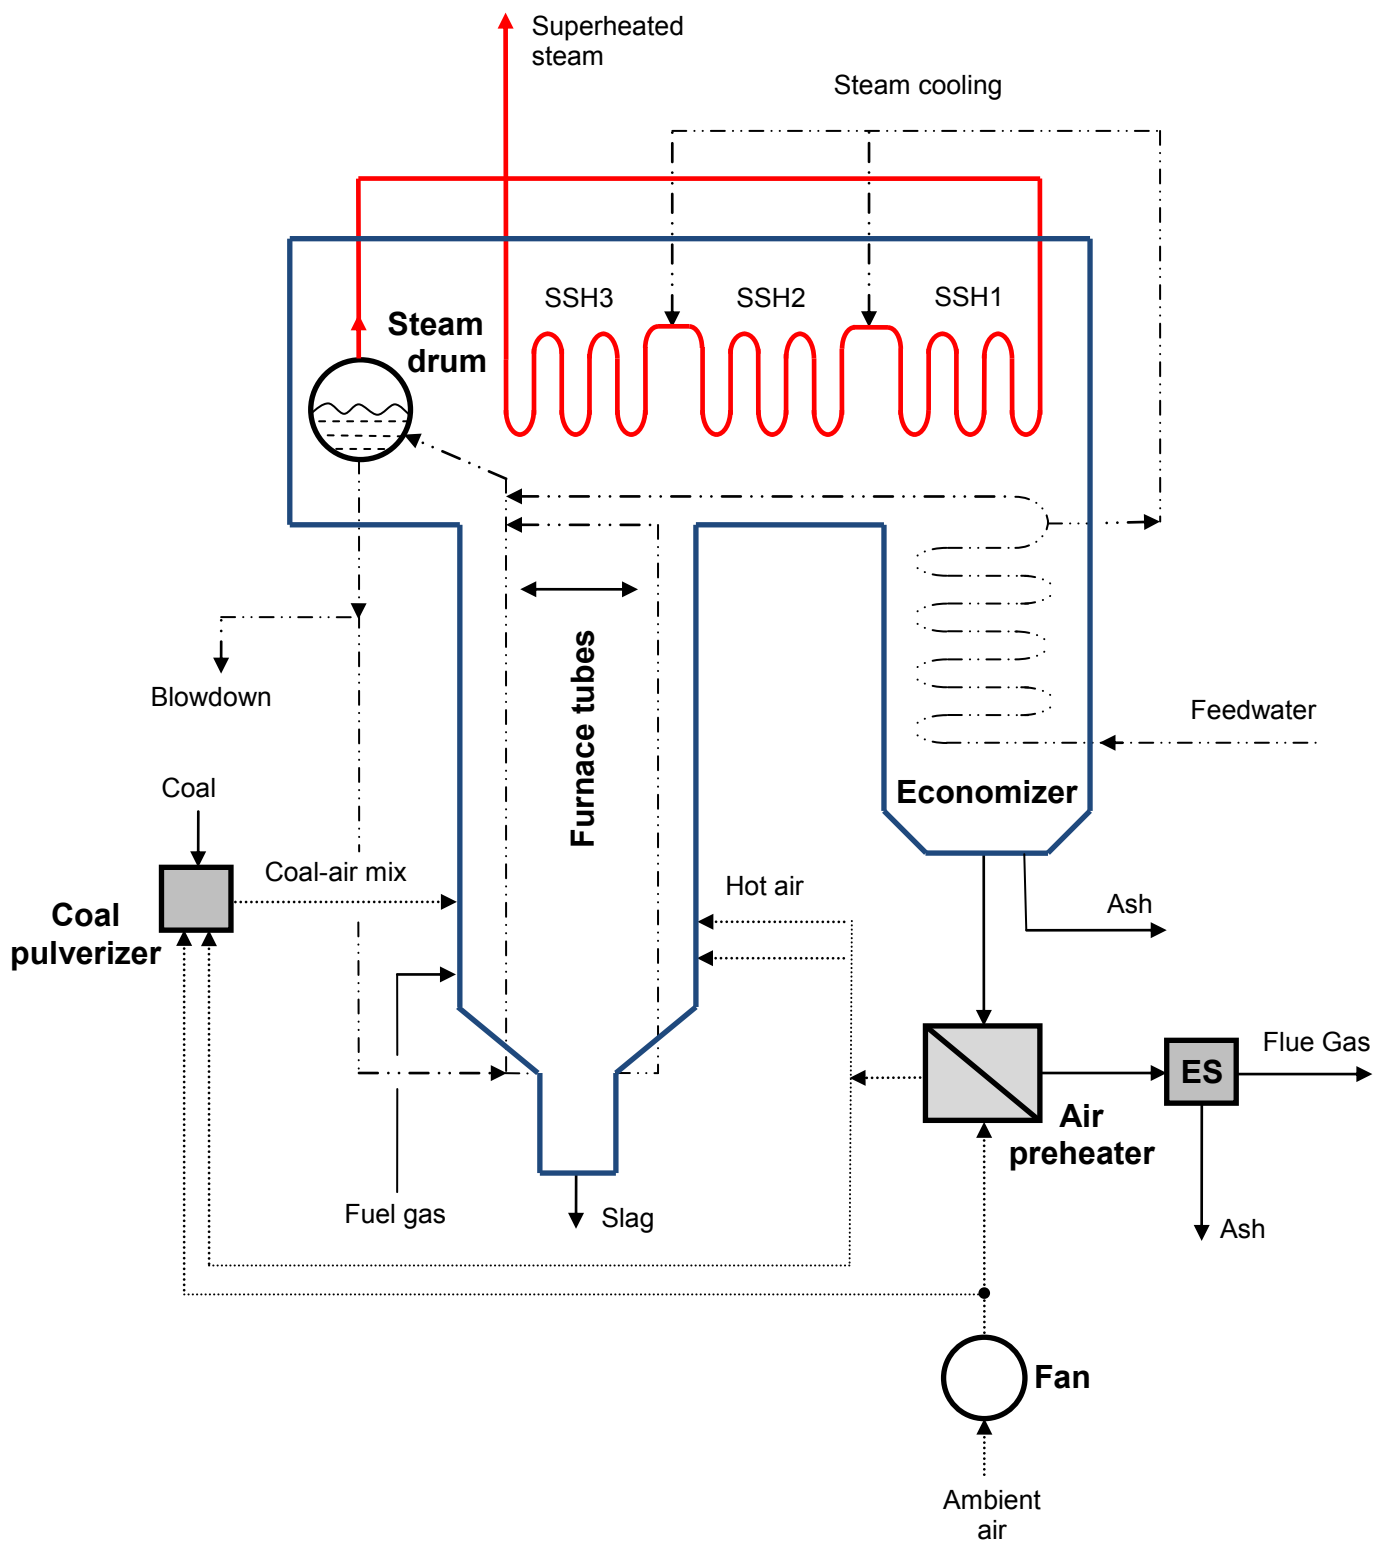 Superheated
steam
Steam cooling
SSH3
SSH2
SSH1
Steam
drum
Furnace tubes
Blowdown
Feedwater
Economizer
Coal
Coal-air mix
Hot air
Coal
pulverizer
Ash
Flue Gas
ES
Air
preheater
Fuel gas
Slag
Ash
Fan
Ambient
air